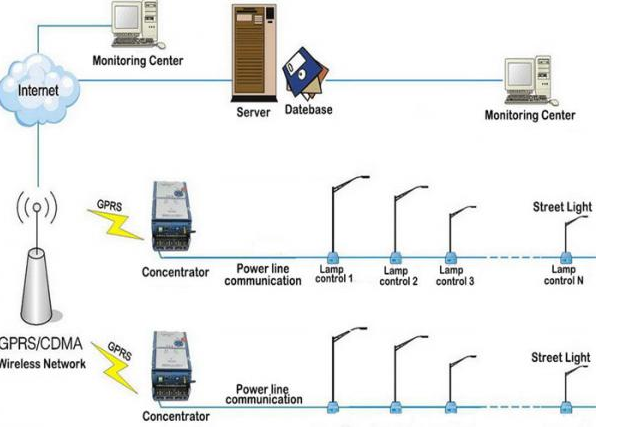 Monitoring Center
Internet
Server
Datebase
Monitoring Center
GPRS
Street Light
Concentrator
Power line
communication
Lamp
control 1
Lamp
control 2
Lamp
control 3
Lamp
control N
GPRS/CDMA
Wireless Network
GPRS
Street Light
Power line
communication
Concentrator